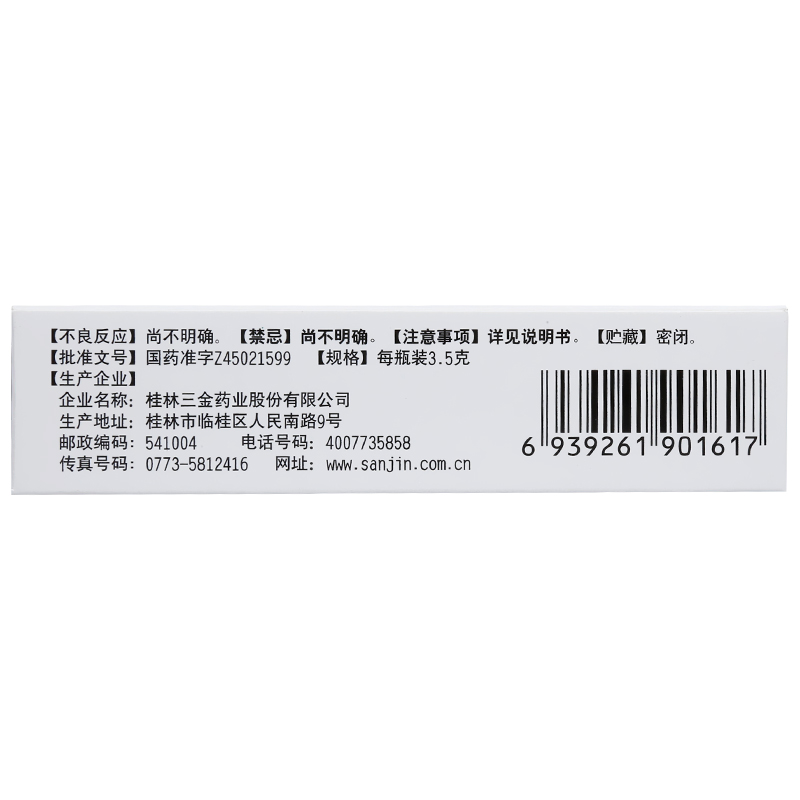 【不良反应】尚不明确。【禁忌】尚不明确。【注意事项】详见说明书。【贮藏】密闭。
【批准文号】国药准字Z45021599 【规格】每瓶装3.5克
【生产企业】
企业名称：桂林三金药业股份有限公司
生产地址：桂林市临桂区人民南路9号
邮政编码：541004 电话号码：4007735858
传真号码：0773-5812416 网址：www.sanjin.com.cn
6 939261 901617